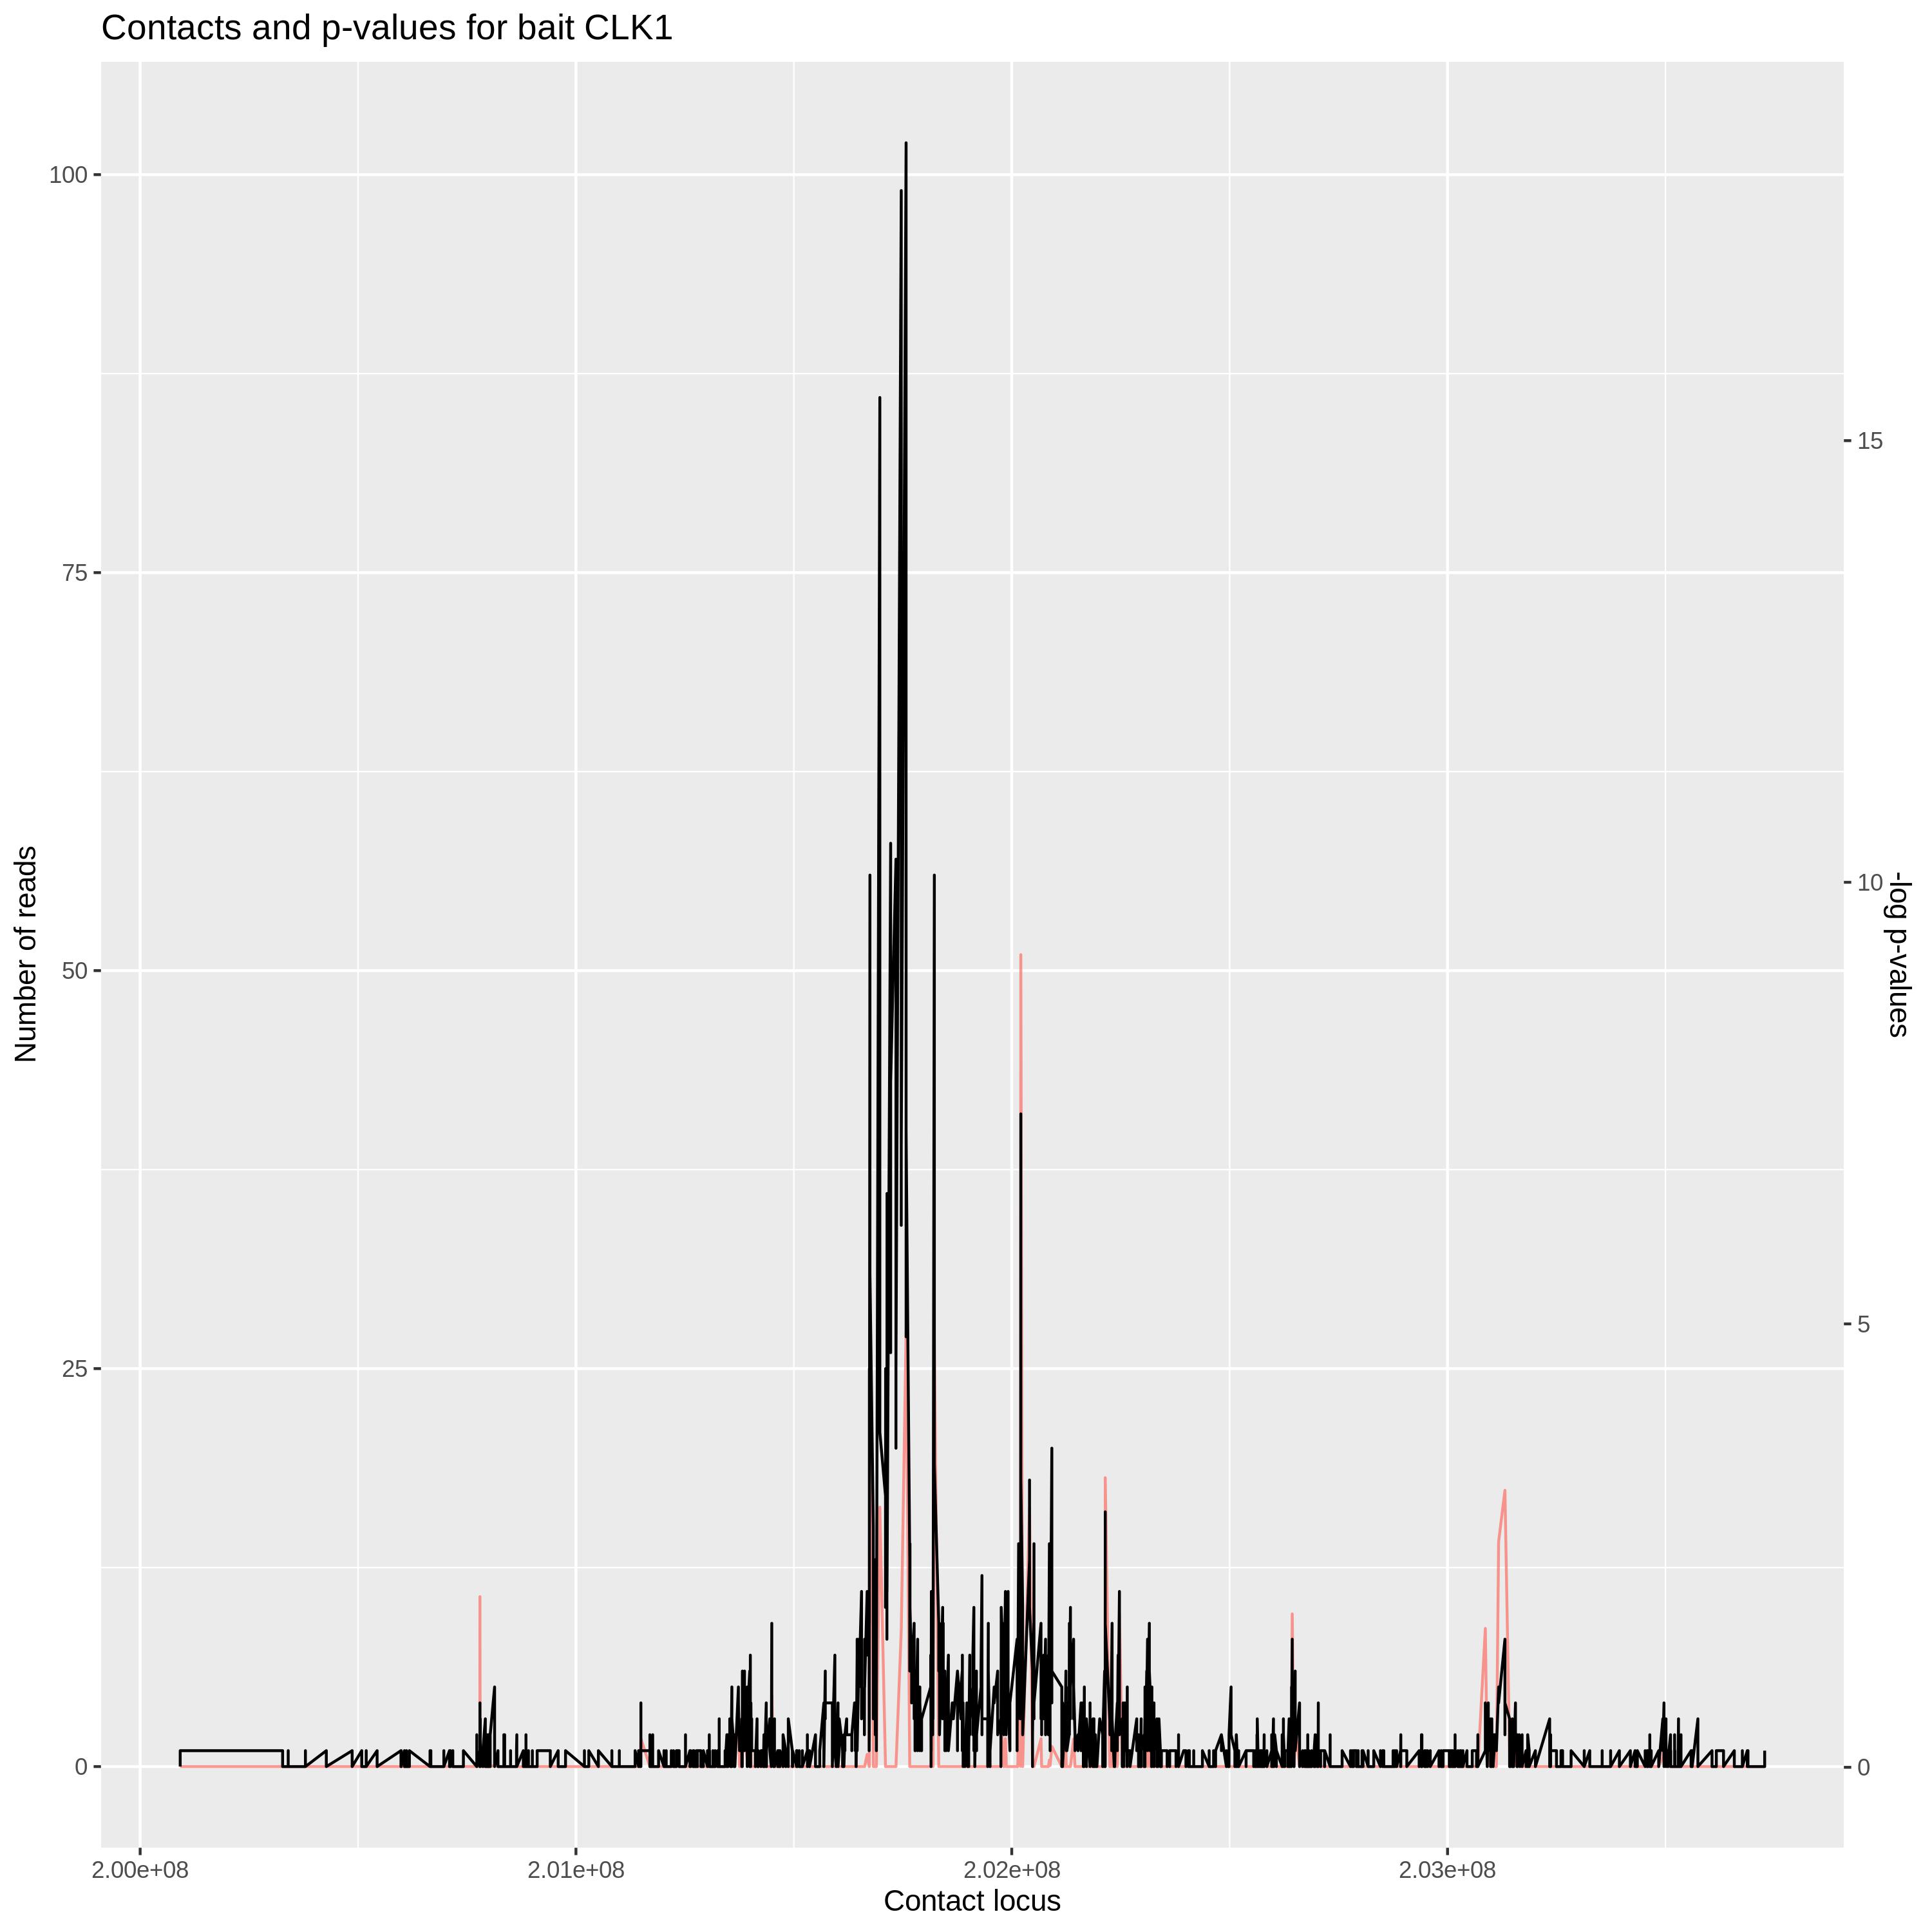 Contacts and p-values for bait CLK1
Number of reads
100
75
50
25
0
15
10
5
0
-log p-values
2.00e+08
2.01e+08
2.02e+08
2.03e+08
Contact locus